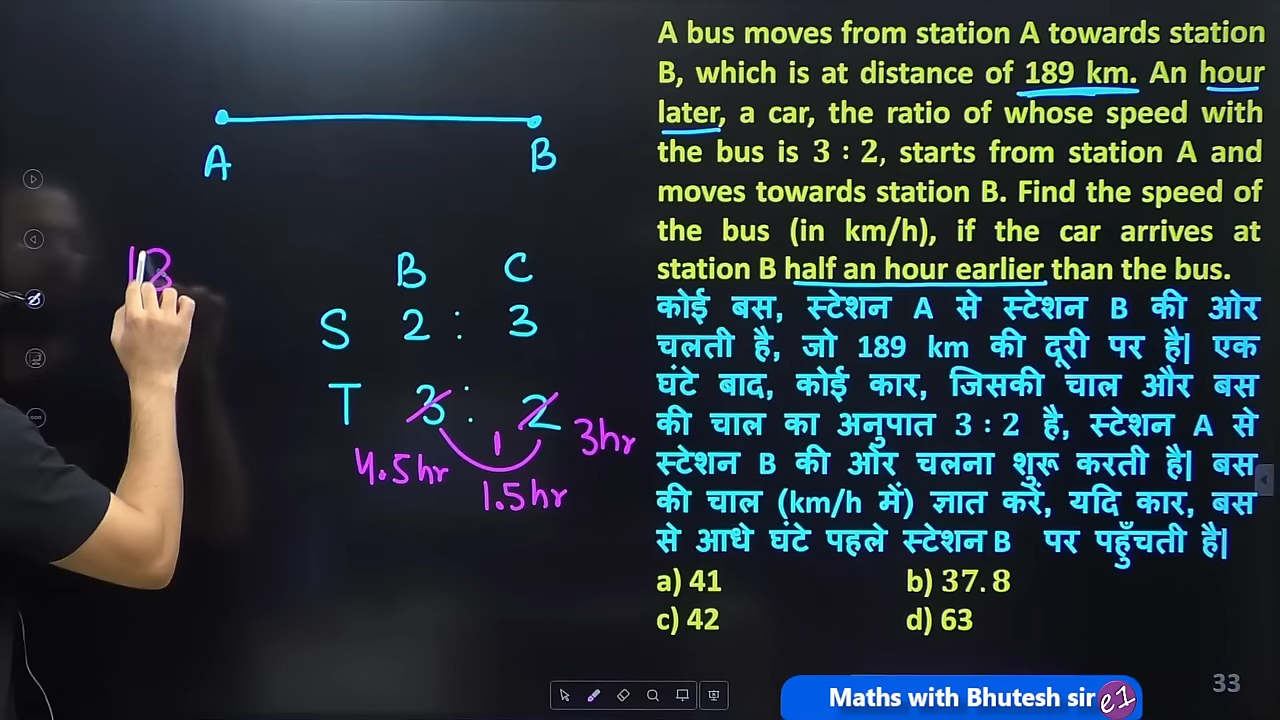 A bus moves from station A towards station
B, which is at distance of 189 km. An hour
later, a car, the ratio of whose speed with
the bus is 3 : 2, starts from station A and
moves towards station B. Find the speed of
the bus (in km/h), if the car arrives at
station B half an hour earlier than the bus.
कोई बस, स्टेशन A से स्टेशन B की ओर
चलती है, जो 189 km की दूरी पर है| एक
घंटे बाद, कोई कार, जिसकी चाल और बस
की चाल का अनुपात 3 : 2 है, स्टेशन A से
स्टेशन B की ओर चलना शुरू करती है| बस
की चाल (km/h में) ज्ञात करें, यदि कार, बस
से आधे घंटे पहले स्टेशन B पर पहुँचती है|
a) 41 b) 37.8
c) 42 d) 63
A B
18
B C
S 2 : 3
T 3 : 2
4.5hr 1 3hr
1.5hr
33
Maths with Bhutesh sir e1